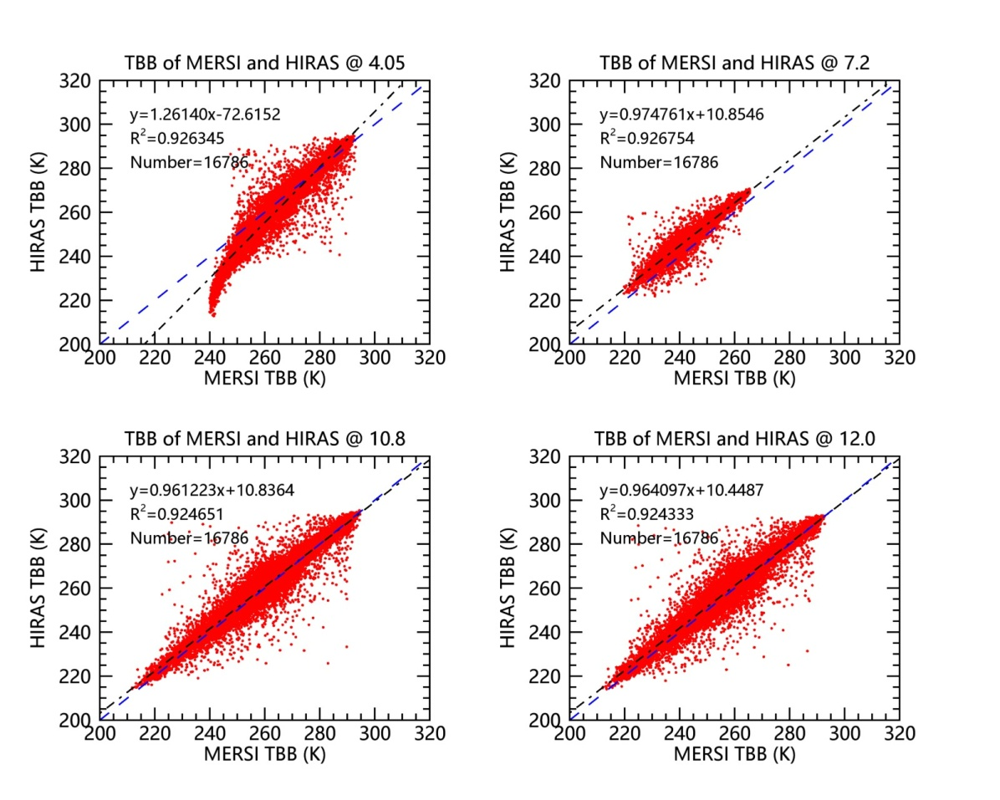 TBB of MERSI and HIRAS @ 4.05
320
300
280
260
240
220
200
HIRAS TBB (K)
y=1.26140x-72.6152
R²=0.926345
Number=16786
200 220 240 260 280 300 320
MERSI TBB (K)
TBB of MERSI and HIRAS @ 7.2
320
300
280
260
240
220
200
HIRAS TBB (K)
y=0.974761x+10.8546
R²=0.926754
Number=16786
200 220 240 260 280 300 320
MERSI TBB (K)
TBB of MERSI and HIRAS @ 10.8
320
300
280
260
240
220
200
HIRAS TBB (K)
y=0.961223x+10.8364
R²=0.924651
Number=16786
200 220 240 260 280 300 320
MERSI TBB (K)
TBB of MERSI and HIRAS @ 12.0
320
300
280
260
240
220
200
HIRAS TBB (K)
y=0.964097x+10.4487
R²=0.924333
Number=16786
200 220 240 260 280 300 320
MERSI TBB (K)